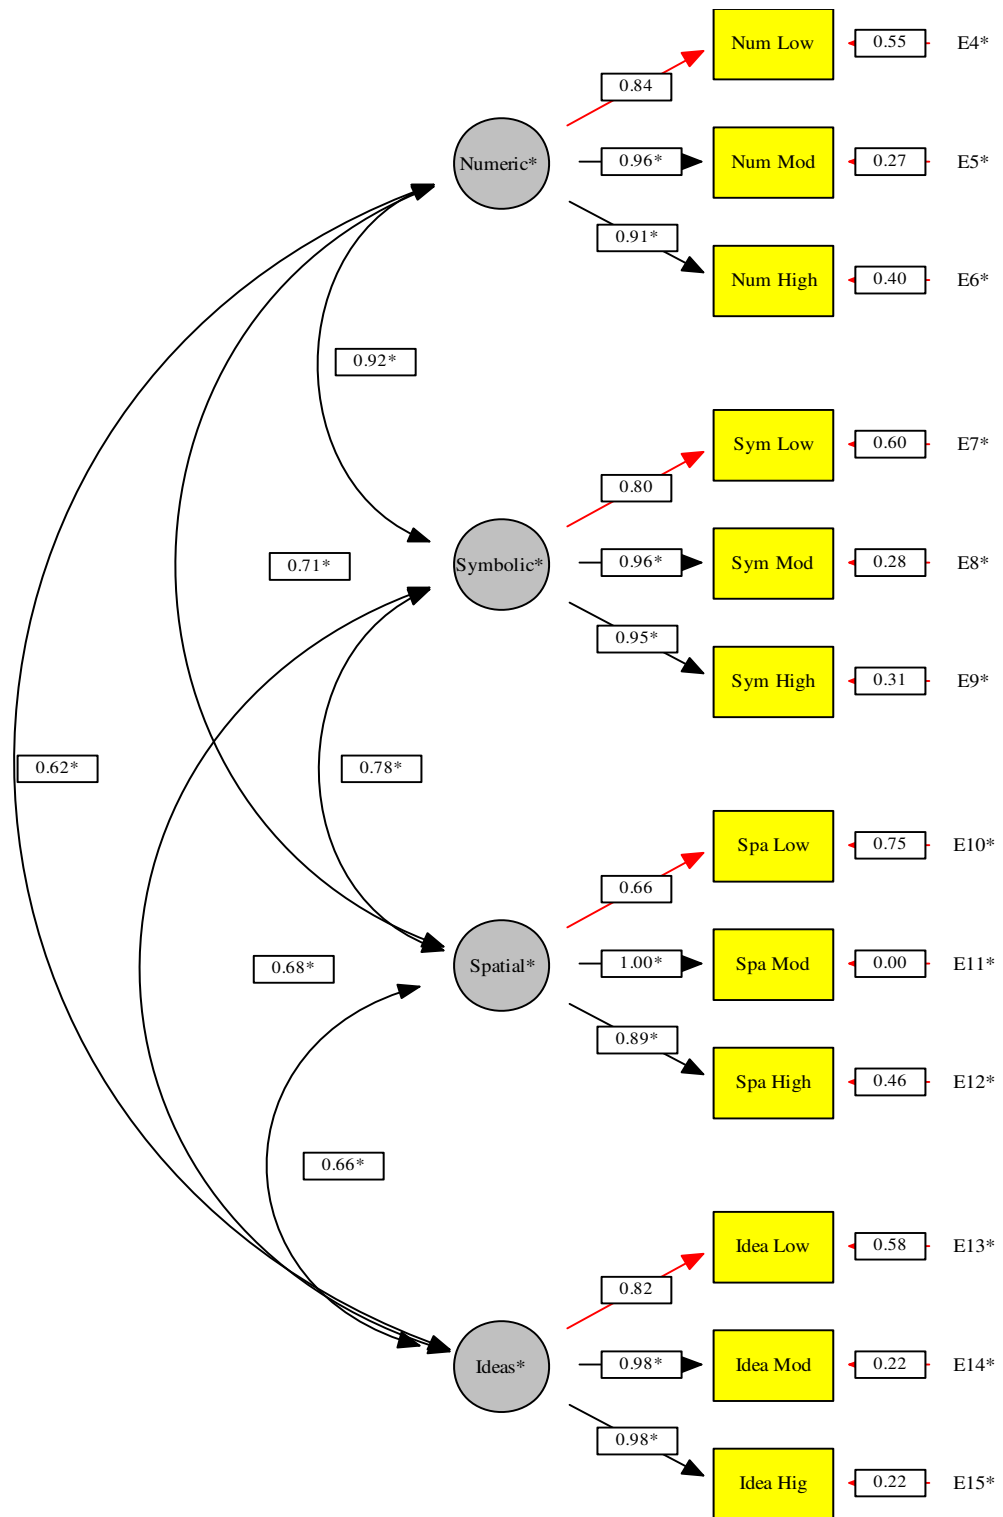 Num Low
0.55
E4*
0.84
Numeric*
0.96*
Num Mod
0.27
E5*
0.91*
Num High
0.40
E6*
0.92*
Sym Low
0.60
E7*
0.80
0.71*
Symbolic*
0.96*
Sym Mod
0.28
E8*
0.95*
Sym High
0.31
E9*
0.62*
0.78*
Spa Low
0.75
E10*
0.66
0.68*
Spatial*
1.00*
Spa Mod
0.00
E11*
0.89*
Spa High
0.46
E12*
0.66*
Idea Low
0.58
E13*
0.82
Ideas*
0.98*
Idea Mod
0.22
E14*
0.98*
Idea Hig
0.22
E15*